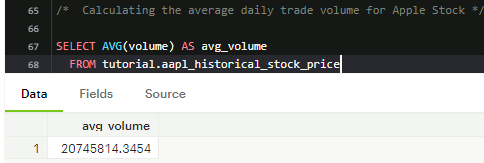 65 /* Calculating the average daily trade volume for Apple Stock */
66
67 SELECT AVG(volume) AS avg_volume
68 FROM tutorial.aapl_historical_stock_price
Data Fields Source
avg_volume
1 20745814.3454